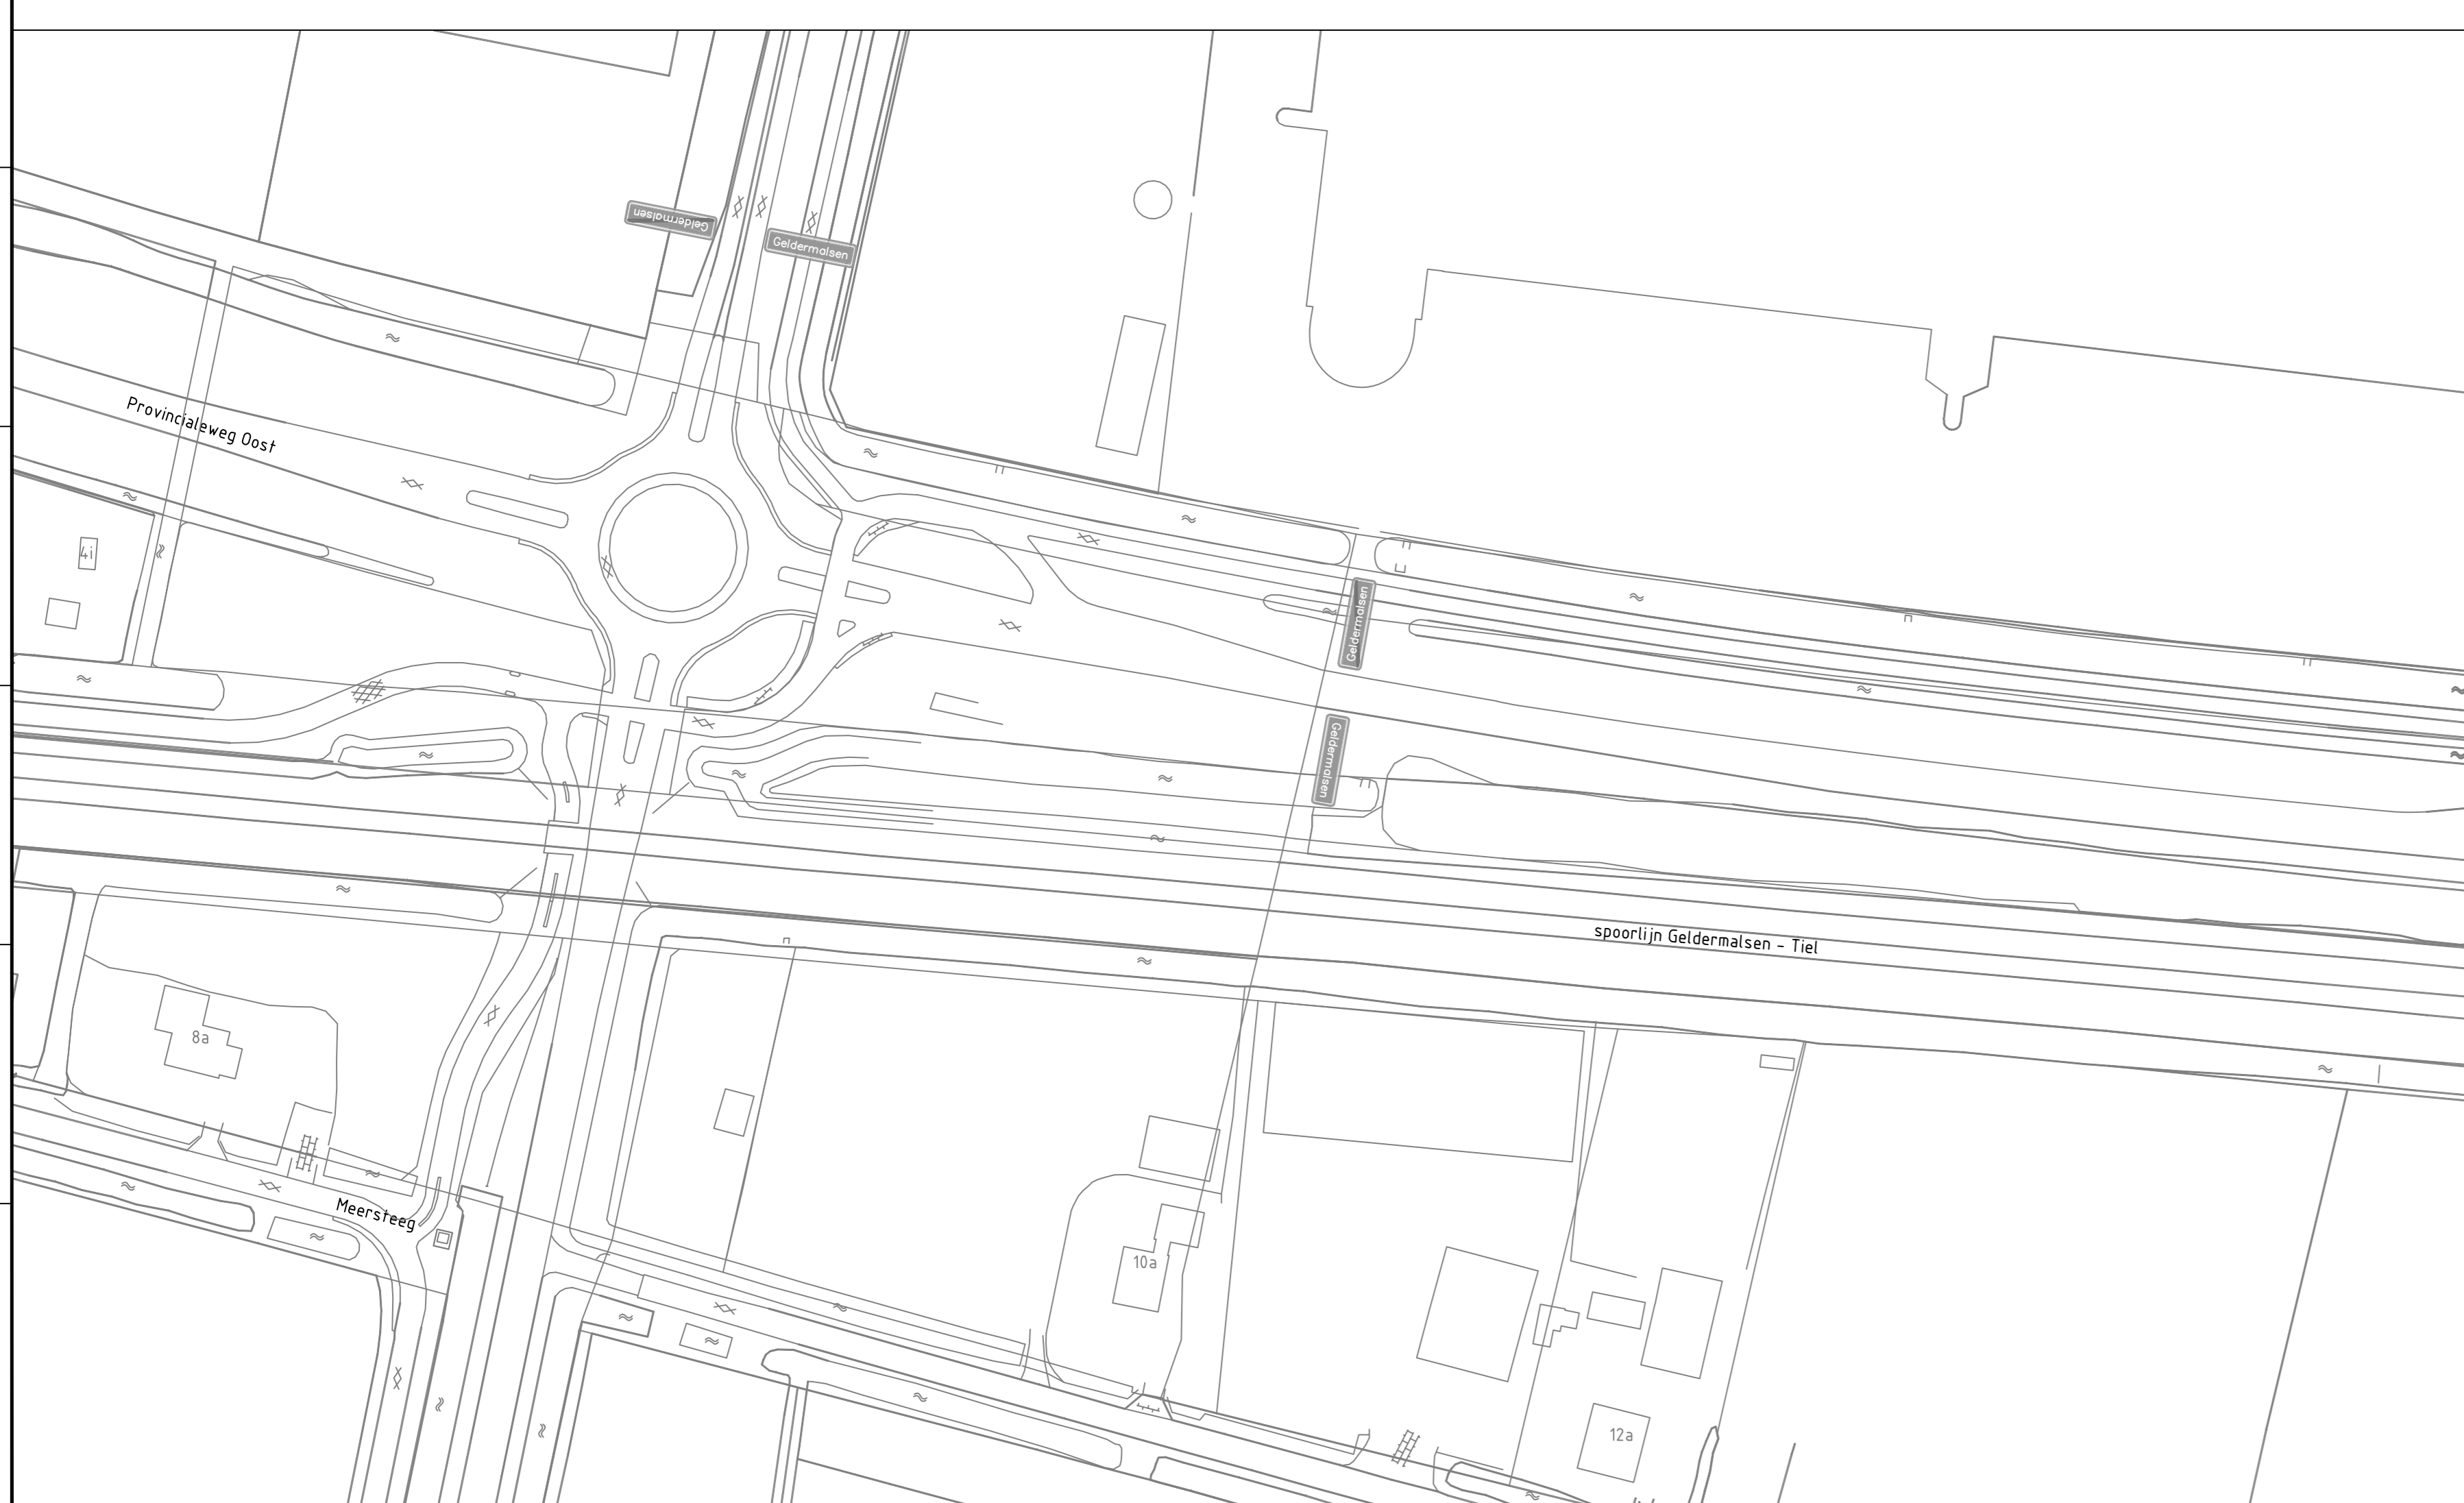 Geldermalsen
Geldermalsen
Provincialeweg Oost
4i
Geldermalsen
Geldermalsen
spoorlijn Geldermalsen - Tiel
8a
Meersteeg
10a
12a